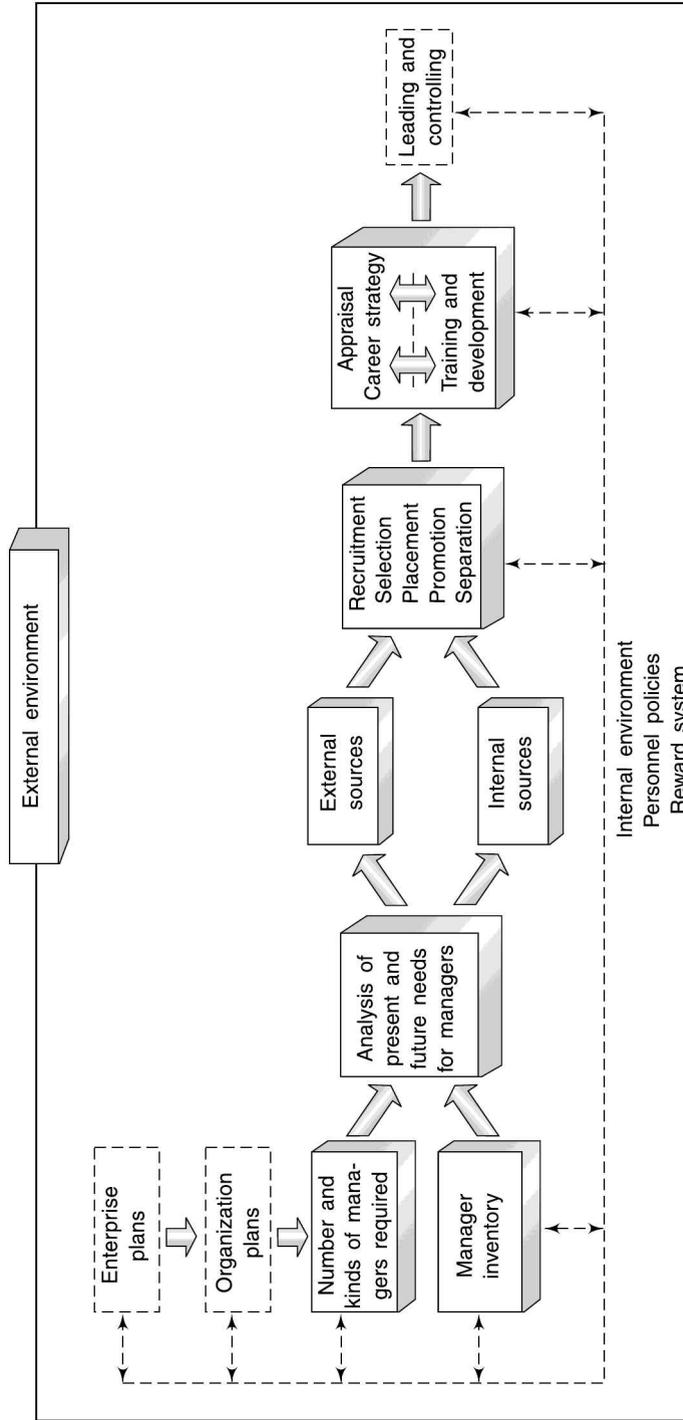 External environment
Enterprise
plans
Organization
plans
Number and
kinds of mana-
gers required
Manager
inventory
Analysis of
present and
future needs
for managers
External
sources
Internal
sources
Recruitment
Selection
Placement
Promotion
Separation
Appraisal
Career strategy
Training and
development
Leading and
controlling
Internal environment
Personnel policies
Reward system